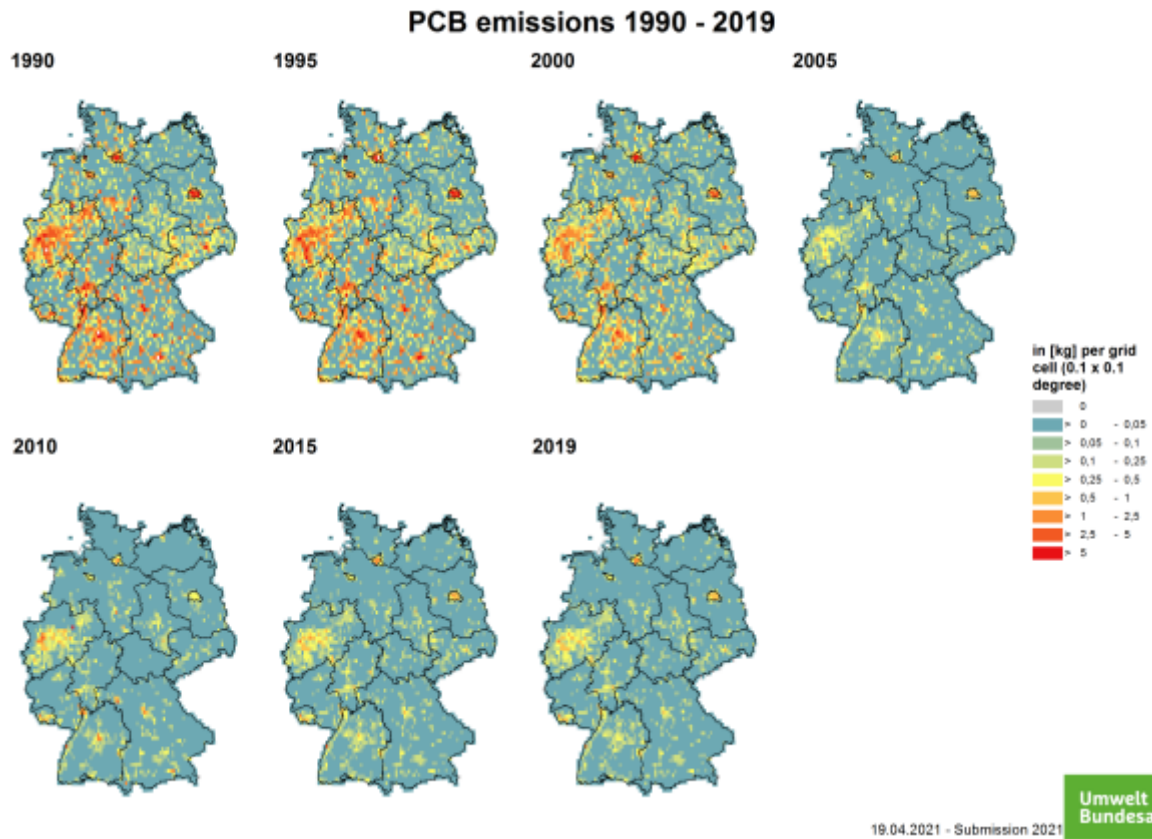 PCB emissions 1990 - 2019
1990
1995
2000
2005
in [kg] per grid
cell (0.1 x 0.1
degree)
0
> 0 - 0,05
> 0,05 - 0,1
> 0,1 - 0,25
> 0,25 - 0,5
> 0,5 - 1
> 1 - 2,5
> 2,5 - 5
> 5
2010
2015
2019
Umwelt
Bundesa
19.04.2021 - Submission 2021